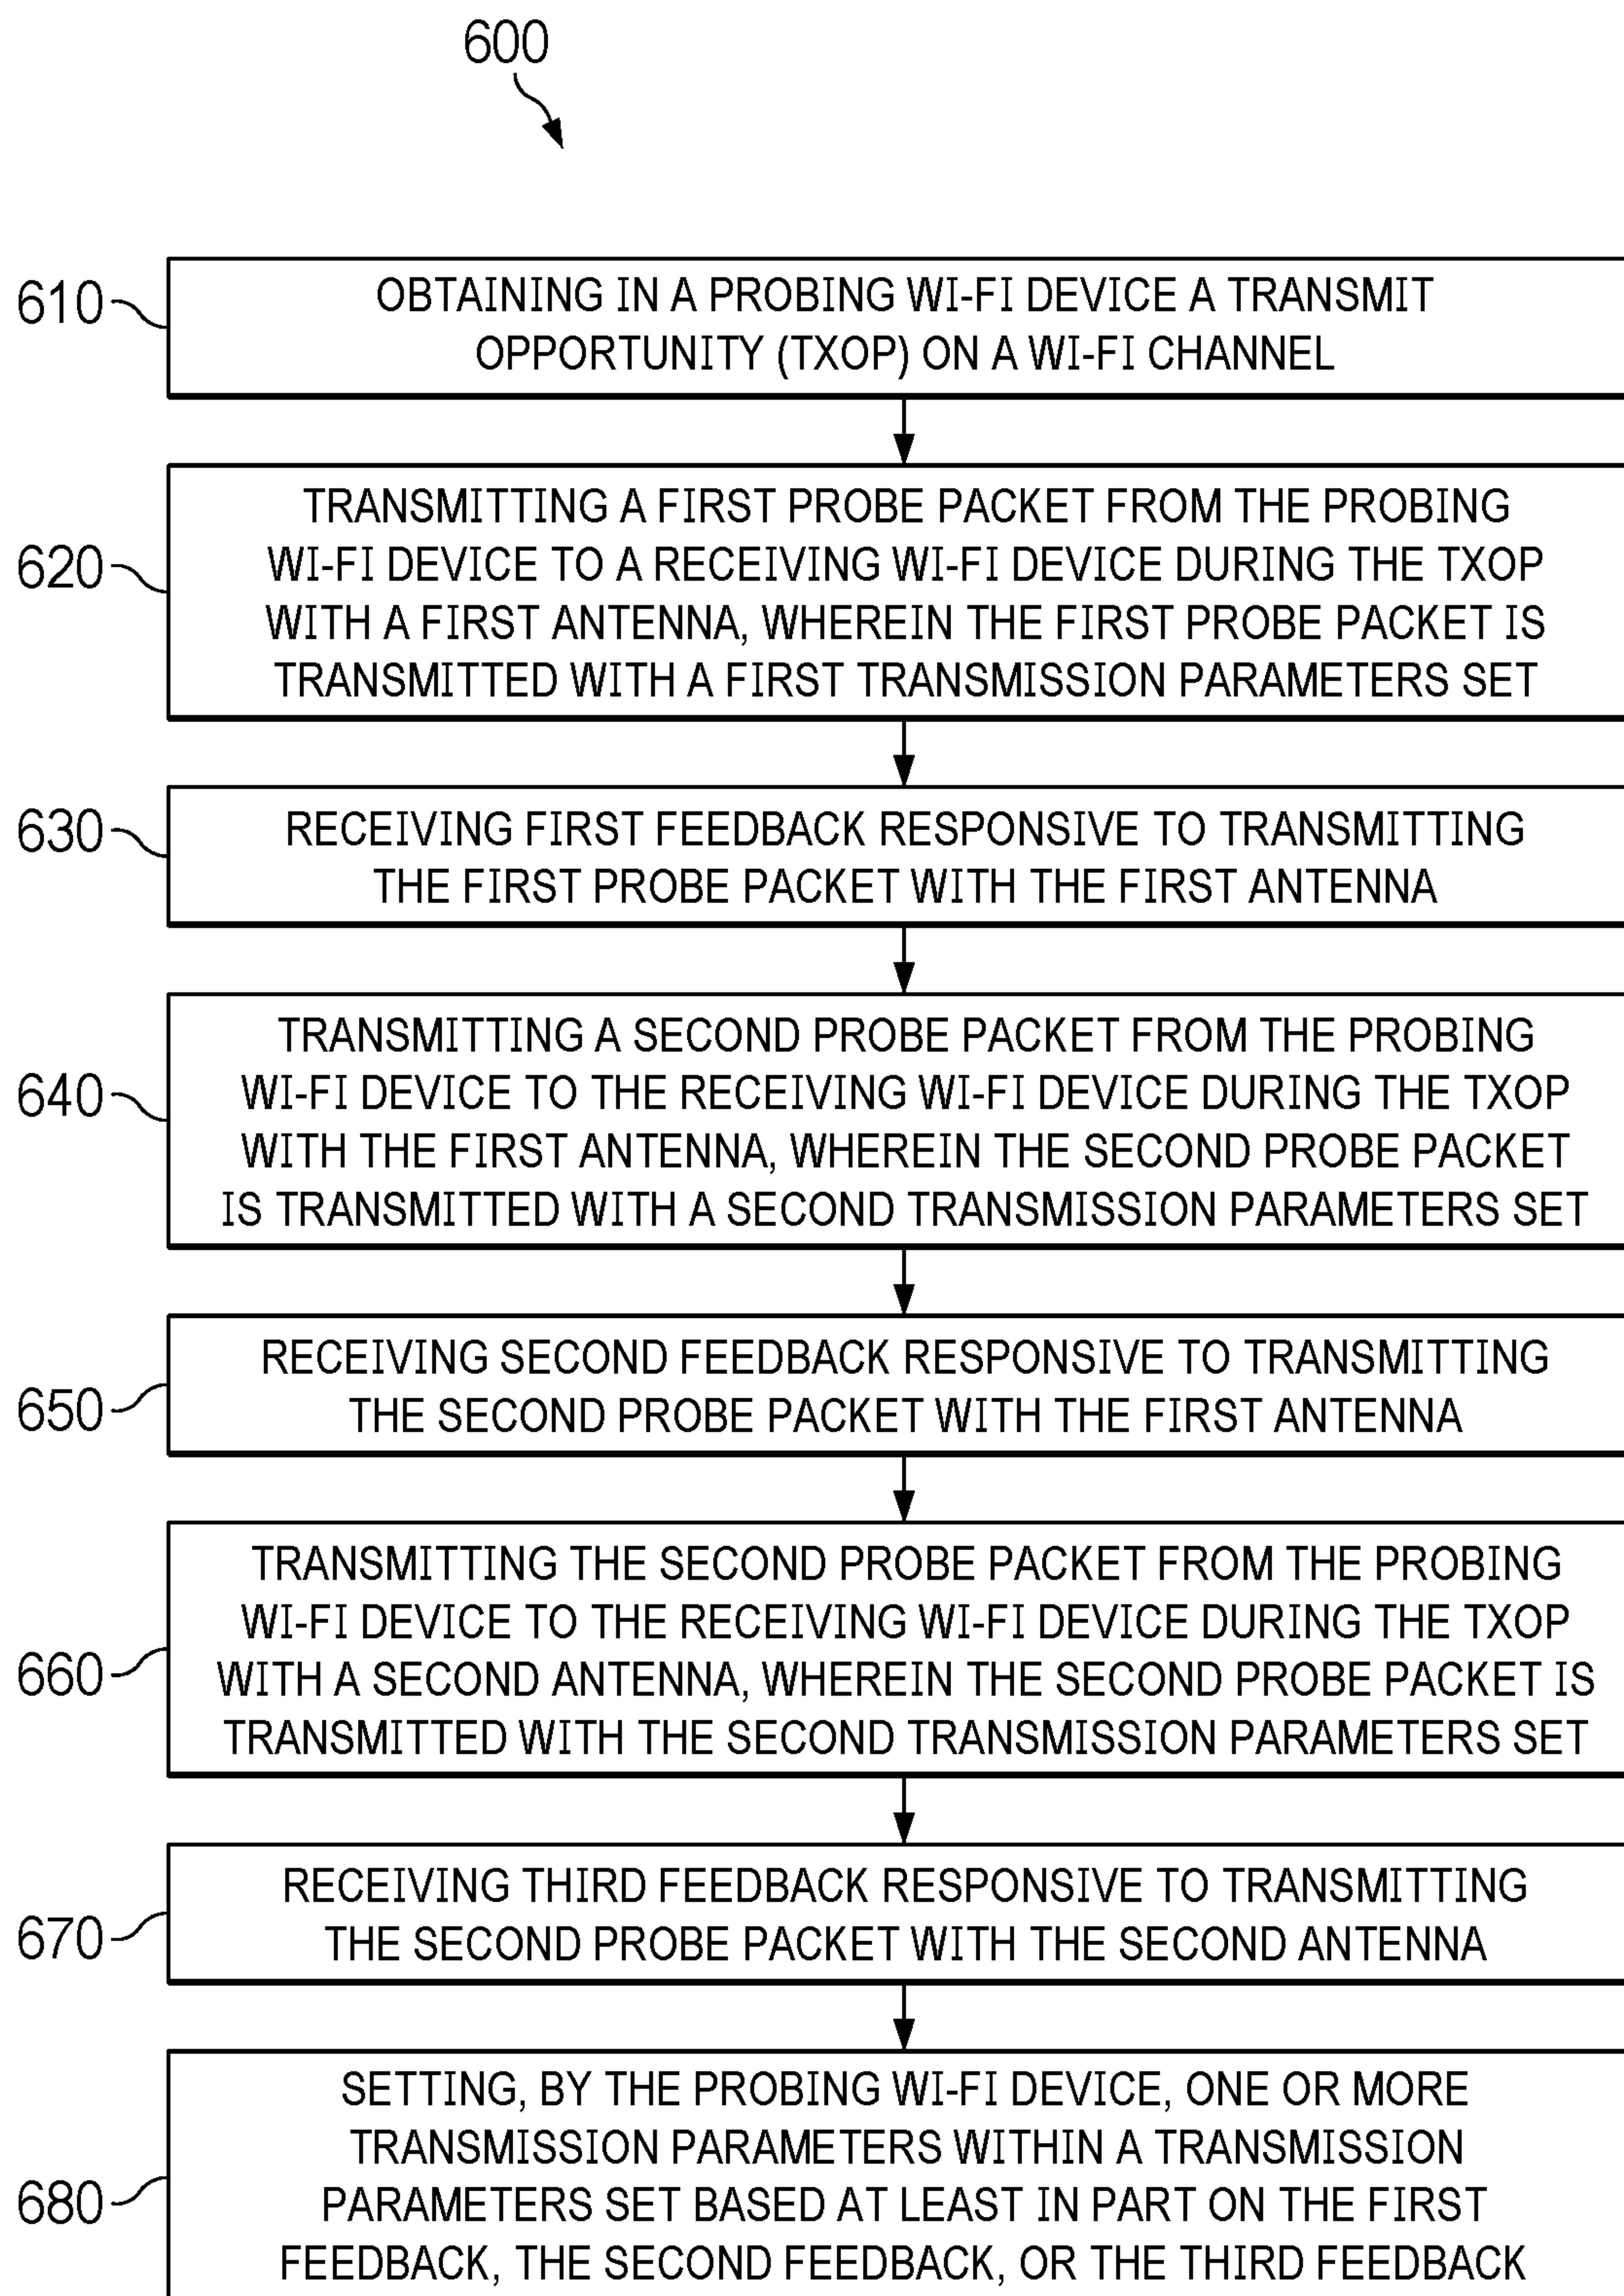 600
610
OBTAINING IN A PROBING WI-FI DEVICE A TRANSMIT
OPPORTUNITY (TXOP) ON A WI-FI CHANNEL
620
TRANSMITTING A FIRST PROBE PACKET FROM THE PROBING
WI-FI DEVICE TO A RECEIVING WI-FI DEVICE DURING THE TXOP
WITH A FIRST ANTENNA, WHEREIN THE FIRST PROBE PACKET IS
TRANSMITTED WITH A FIRST TRANSMISSION PARAMETERS SET
630
RECEIVING FIRST FEEDBACK RESPONSIVE TO TRANSMITTING
THE FIRST PROBE PACKET WITH THE FIRST ANTENNA
640
TRANSMITTING A SECOND PROBE PACKET FROM THE PROBING
WI-FI DEVICE TO THE RECEIVING WI-FI DEVICE DURING THE TXOP
WITH THE FIRST ANTENNA, WHEREIN THE SECOND PROBE PACKET
IS TRANSMITTED WITH A SECOND TRANSMISSION PARAMETERS SET
650
RECEIVING SECOND FEEDBACK RESPONSIVE TO TRANSMITTING
THE SECOND PROBE PACKET WITH THE FIRST ANTENNA
660
TRANSMITTING THE SECOND PROBE PACKET FROM THE PROBING
WI-FI DEVICE TO THE RECEIVING WI-FI DEVICE DURING THE TXOP
WITH A SECOND ANTENNA, WHEREIN THE SECOND PROBE PACKET IS
TRANSMITTED WITH THE SECOND TRANSMISSION PARAMETERS SET
670
RECEIVING THIRD FEEDBACK RESPONSIVE TO TRANSMITTING
THE SECOND PROBE PACKET WITH THE SECOND ANTENNA
680
SETTING, BY THE PROBING WI-FI DEVICE, ONE OR MORE
TRANSMISSION PARAMETERS WITHIN A TRANSMISSION
PARAMETERS SET BASED AT LEAST IN PART ON THE FIRST
FEEDBACK, THE SECOND FEEDBACK, OR THE THIRD FEEDBACK